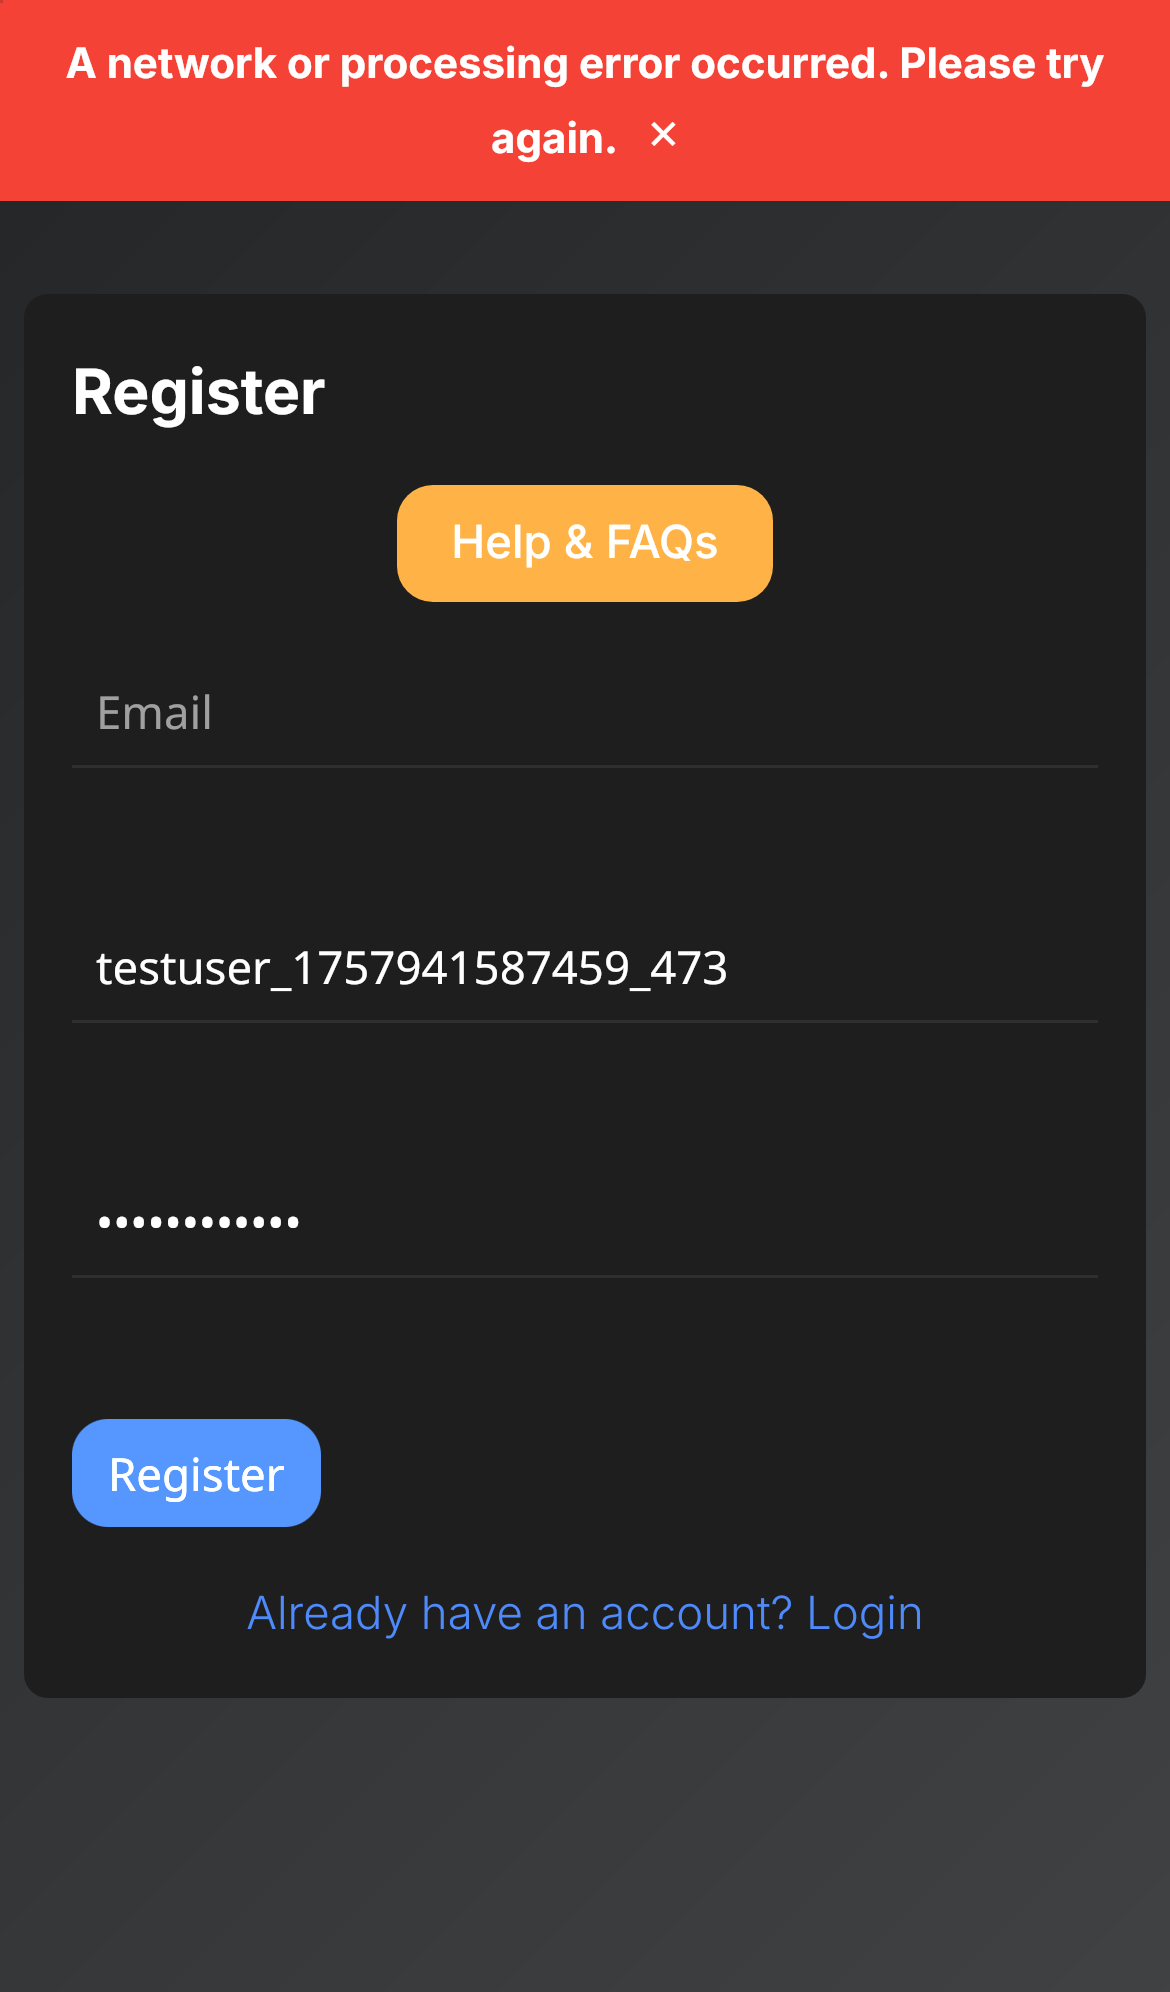 A network or processing error occurred. Please try
again. ×
Register
Help & FAQs
Email
testuser_1757941587459_473
••••••••••••
Register
Already have an account? Login